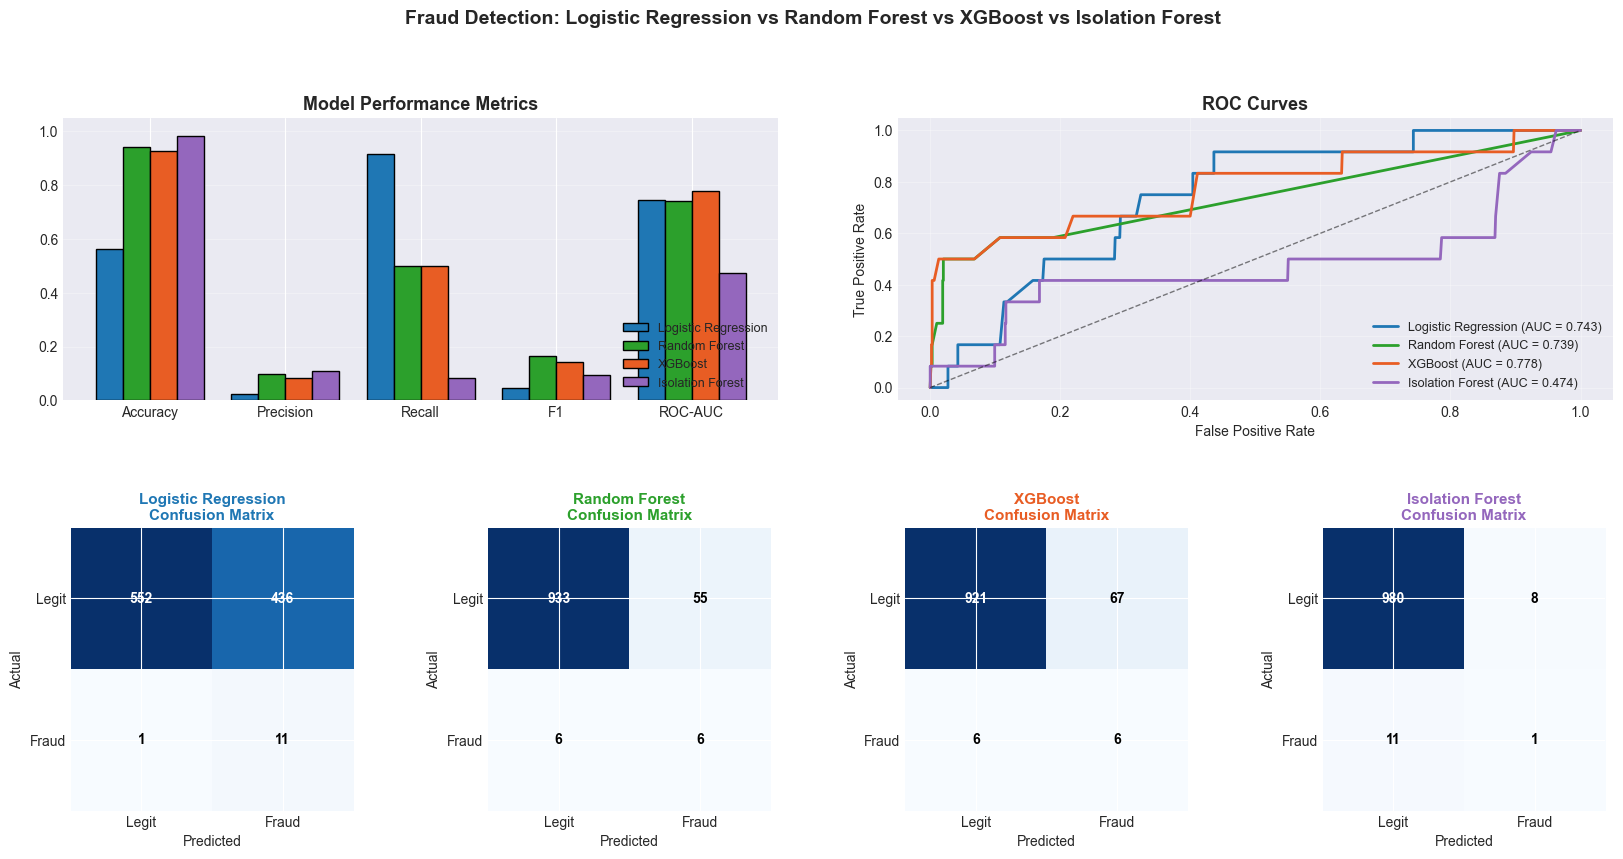 Fraud Detection: Logistic Regression vs Random Forest vs XGBoost vs Isolation Forest
Model Performance Metrics
1.0
0.8
0.6
0.4
0.2
0.0
Accuracy
Precision
Recall
F1
ROC-AUC
Logistic Regression
Random Forest
XGBoost
Isolation Forest
ROC Curves
True Positive Rate
1.0
0.8
0.6
0.4
0.2
0.0
0.0
0.2
0.4
0.6
0.8
1.0
False Positive Rate
Logistic Regression (AUC = 0.743)
Random Forest (AUC = 0.739)
XGBoost (AUC = 0.778)
Isolation Forest (AUC = 0.474)
Logistic Regression
Confusion Matrix
Actual
Legit
552
436
Fraud
1
11
Legit
Fraud
Predicted
Random Forest
Confusion Matrix
Actual
Legit
933
55
Fraud
6
6
Legit
Fraud
Predicted
XGBoost
Confusion Matrix
Actual
Legit
921
67
Fraud
6
6
Legit
Fraud
Predicted
Isolation Forest
Confusion Matrix
Actual
Legit
980
8
Fraud
11
1
Legit
Fraud
Predicted